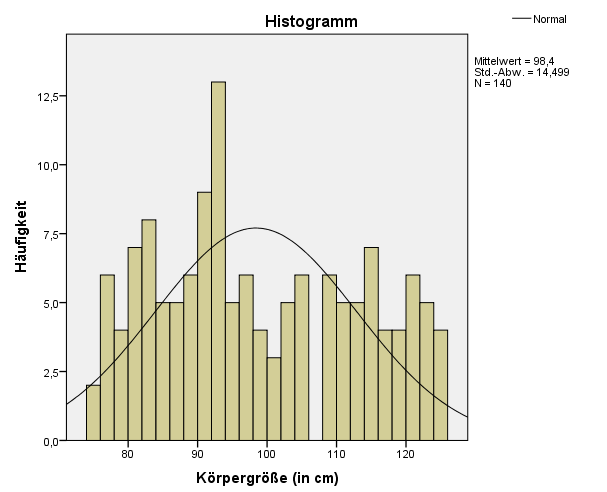 Histogramm
Normal
Mittelwert = 98,4
Std.-Abw. = 14,499
N = 140
Häufigkeit
12,5
10,0
7,5
5,0
2,5
0,0
80 90 100 110 120
Körpergröße (in cm)